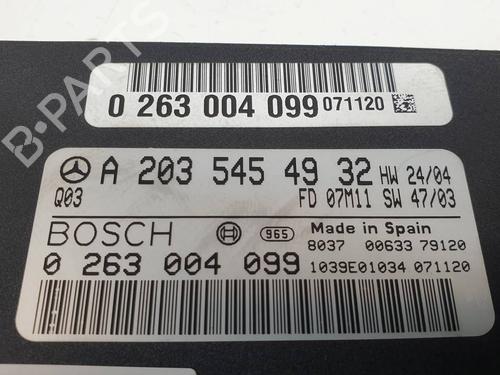 B-PARTS
0 263 004 099 071120
A 203 545 49 32 HW 24/04
Q03 FD 07M11 SW 47/03
BOSCH 965 Made in Spain
8037 00633 79120
0 263 004 099 1039E01034 071120